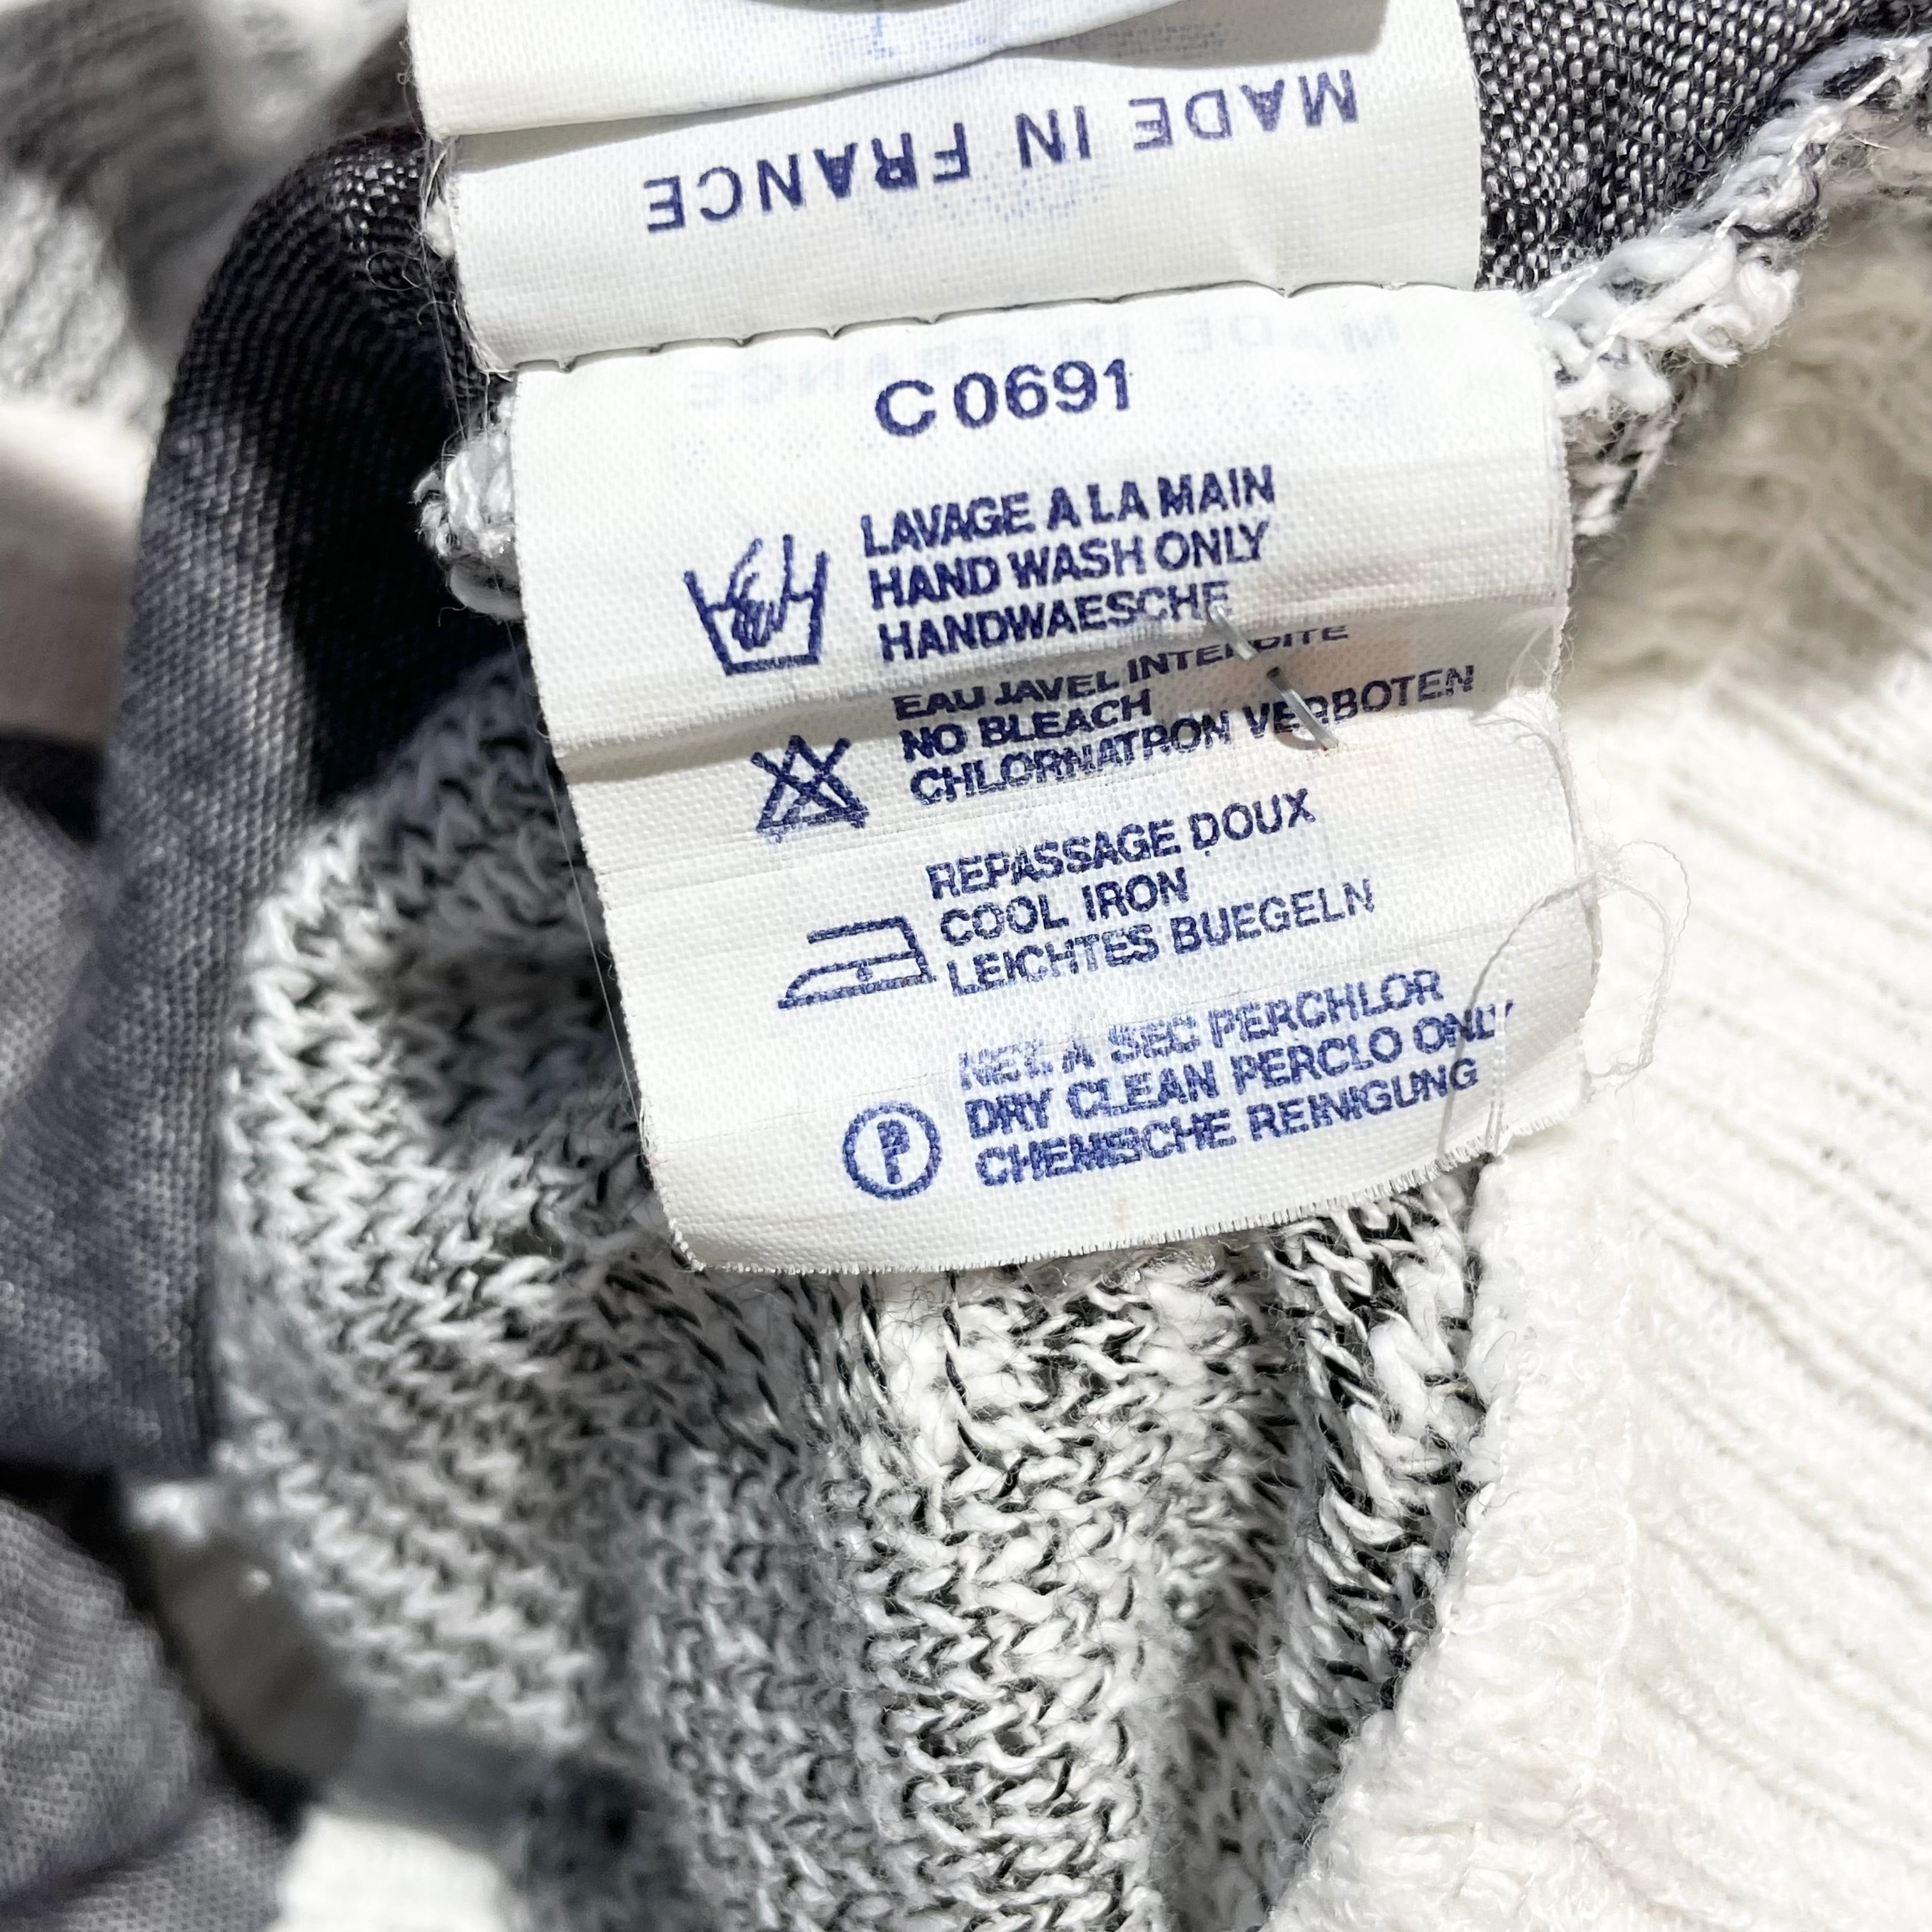 MADE IN FRANCE
C 0691
LAVAGE A LA MAIN
HAND WASH ONLY
HANDWAESCHE
EAU JAVEL INTERDITE
NO BLEACH
CHLORNATRON VERBOTEN
REPASSAGE DOUX
COOL IRON
LEICHTES BUEGELN
P
NET. A SEC PERCHLOR
DRY CLEAN PERCLO ONLY
CHEMISCHE REINIGUNG